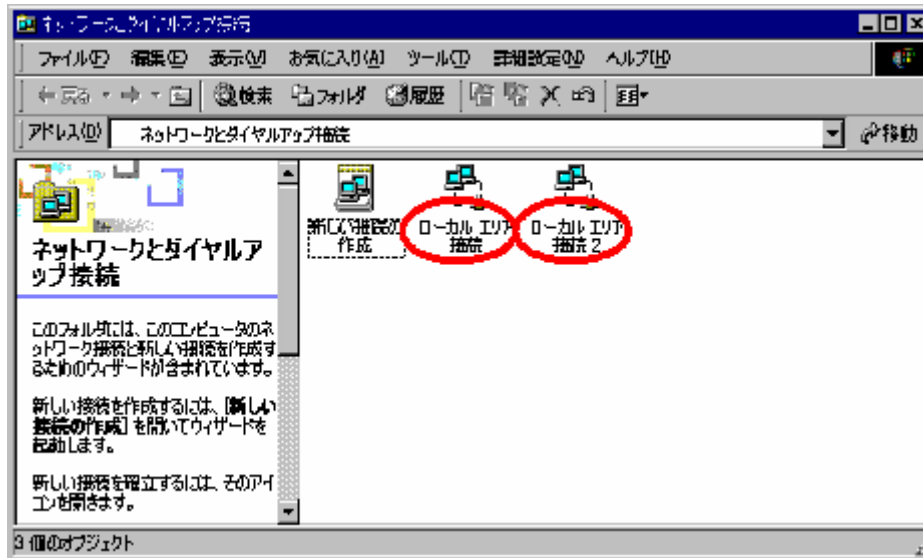 ネットワークとダイヤルアップ接続
ファイル(F) 編集(E) 表示(V) お気に入り(A) ツール(T) 詳細設定(N) ヘルプ(H)
戻る 検索 フォルダ 履歴
アドレス(D) ネットワークとダイヤルアップ接続 移動
ネットワークとダイヤルア
ップ接続
このフォルダには、このコンピュータのネ
ットワーク接続と新しい接続を作成す
るためのウィザードが含まれています。
新しい接続を作成するには、[新しい
接続の作成] を開いてウィザードを
起動します。
新しい接続を確立するには、そのアイ
コンを開きます。
新しい接続の
作成
ローカル エリア
接続
ローカル エリア
接続 2
3 個のオブジェクト